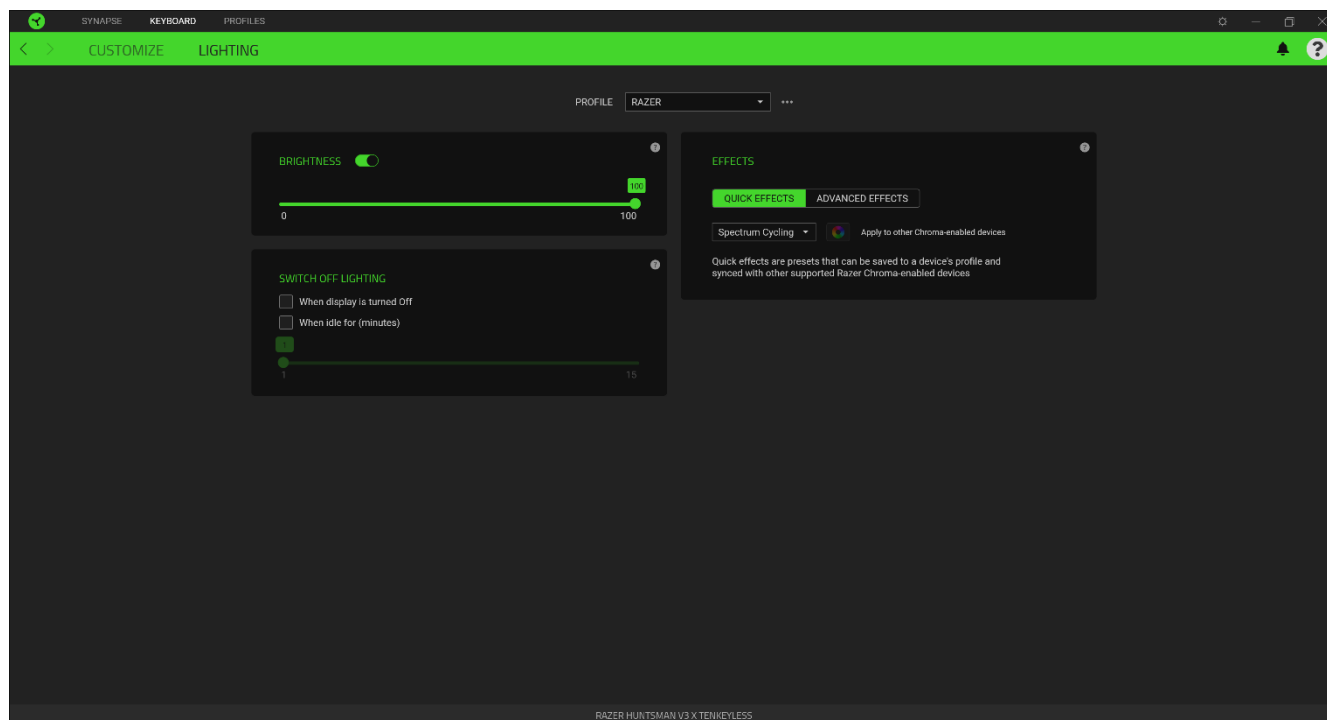 SYNAPSE KEYBOARD PROFILES
CUSTOMIZE LIGHTING
PROFILE RAZER
BRIGHTNESS
100
0 100
SWITCH OFF LIGHTING
When display is turned Off
When idle for (minutes)
1
1 15
EFFECTS
QUICK EFFECTS ADVANCED EFFECTS
Spectrum Cycling Apply to other Chroma-enabled devices
Quick effects are presets that can be saved to a device's profile and
synced with other supported Razer Chroma-enabled devices
RAZER HUNTSMAN V3 X TENKEYLESS